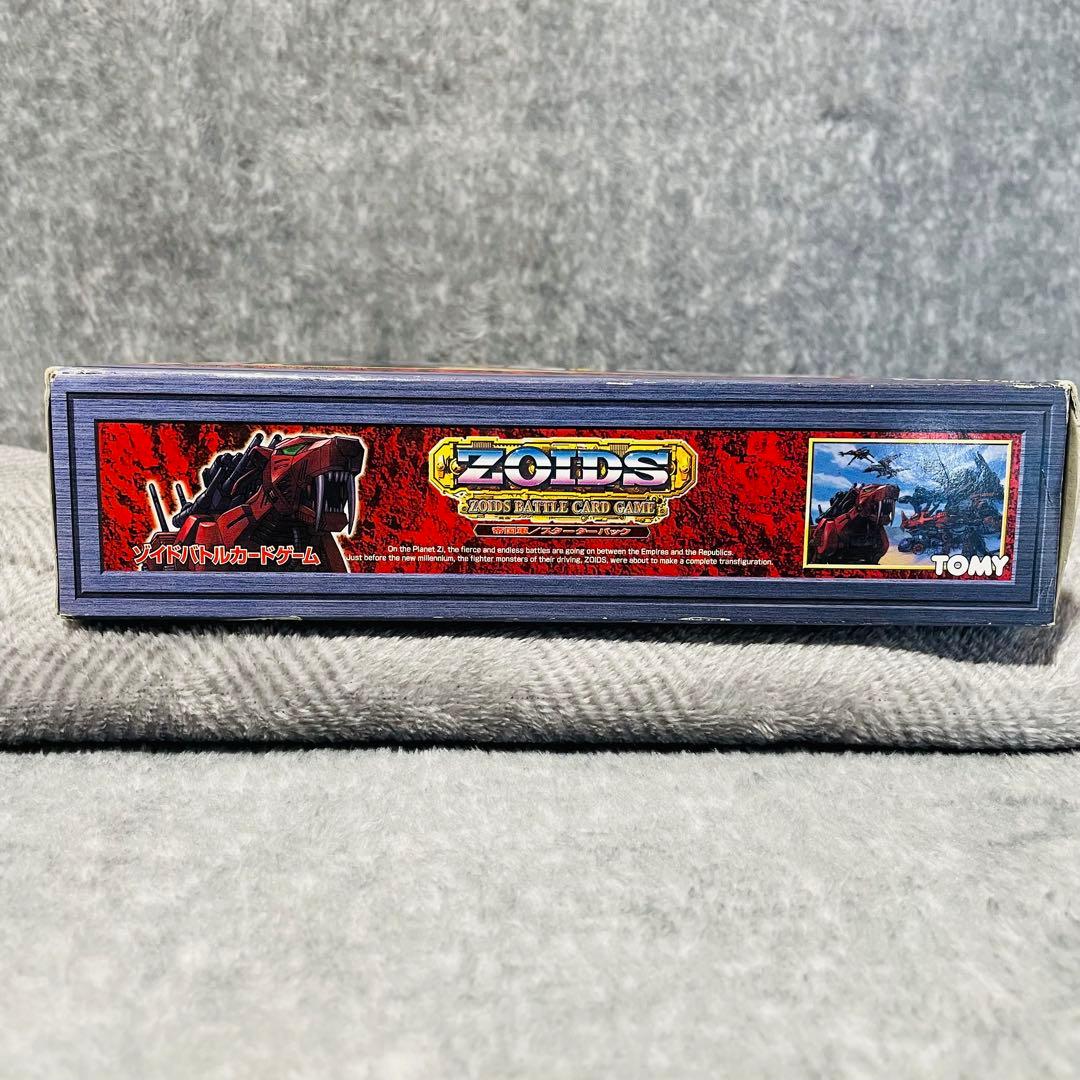 ZOIDS
ZOIDS BATTLE CARD GAME
帝国軍/スターターパック
ゾイドバトルカードゲーム
On the Planet Zi, the fierce and endless battles are going on between the Empires and the Republics.
Just before the new millennium, the fighter monsters of their driving, ZOIDS, were about to make a complete transfiguration.
TOMY